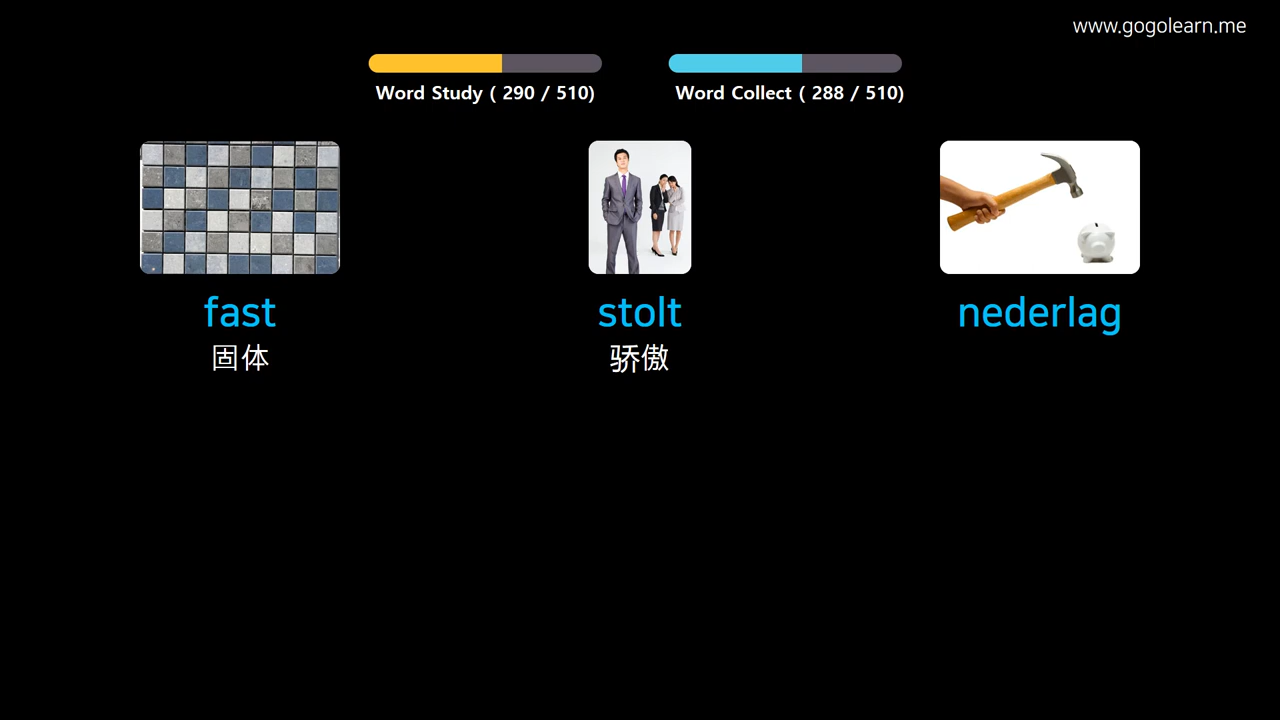 www.gogolearn.me
Word Study ( 290 / 510)
Word Collect ( 288 / 510)
fast
固体
stolt
骄傲
nederlag